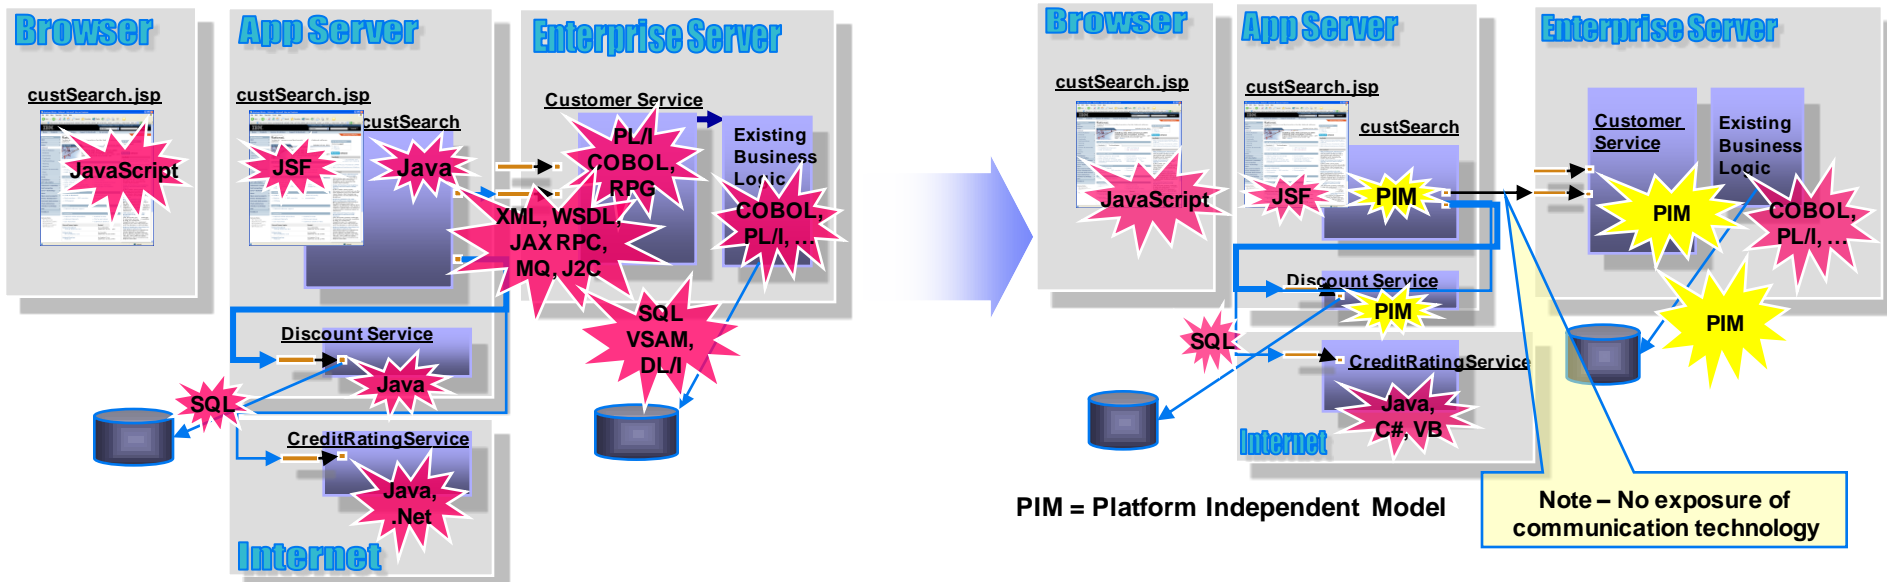 Browser
App Server
Enterprise Server
custSearch.jsp
custSearch.jsp
custSearch
Customer Service
JavaScript
JSF
Java
PL/I
COBOL,
RPG
Existing
Business
Logic
XML, WSDL,
JAX RPC,
MQ, J2C
COBOL,
PL/I, …
SQL
VSAM,
DL/I
Discount Service
Java
SQL
CreditRatingService
Java,
.Net
Internet
Browser
App Server
Enterprise Server
custSearch.jsp
custSearch.jsp
custSearch
Customer
Service
Existing
Business
Logic
JavaScript
JSF
PIM
PIM
COBOL,
PL/I, …
Discount Service
PIM
PIM
SQL
CreditRatingService
Java,
C#, VB
Internet
PIM = Platform Independent Model
Note – No exposure of
communication technology